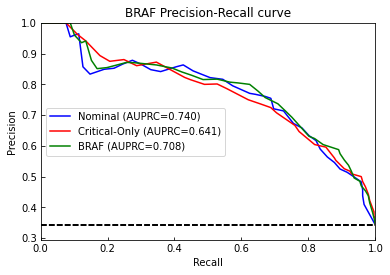 BRAF Precision-Recall curve
1.0
0.9
0.8
0.7
0.6
0.5
0.4
0.3
Precision
Nominal (AUPRC=0.740)
Critical-Only (AUPRC=0.641)
BRAF (AUPRC=0.708)
0.0 0.2 0.4 0.6 0.8 1.0
Recall